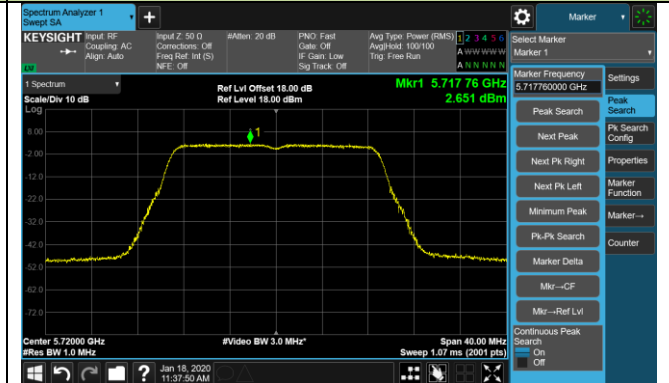 Spectrum Analyzer 1
Swept SA
+
Marker
KEYSIGHT
Input: RF
Coupling: AC
Align: Auto
Input Z: 50 Ω
Corrections: Off
Freq Ref: Int (S)
NFE: Off
#Atten: 20 dB
PNO: Fast
Gate: Off
IF Gain: Low
Sig Track: Off
Avg Type: Power (RMS)
Avg|Hold: 100/100
Trig: Free Run
1 2 3 4 5 6
A W W W W W
A N N N N N
Select Marker
Marker 1
1 Spectrum
Scale/Div 10 dB
Log
Ref Lvl Offset 18.00 dB
Ref Level 18.00 dBm
Mkr1 5.717 76 GHz
2.651 dBm
Marker Frequency
5.717760000 GHz
Settings
Peak Search
Peak
Search
Next Peak
Pk Search
Config
Next Pk Right
Properties
Next Pk Left
Marker
Function
Minimum Peak
Marker→
Pk-Pk Search
Counter
Marker Delta
Mkr→CF
Mkr→Ref Lvl
Continuous Peak
Search
On
Off
8.00
1
-2.00
-12.0
-22.0
-32.0
-42.0
-52.0
-62.0
-72.0
Center 5.72000 GHz
#Res BW 1.0 MHz
#Video BW 3.0 MHz*
Span 40.00 MHz
Sweep 1.07 ms (2001 pts)
?
Jan 18, 2020
11:37:50 AM